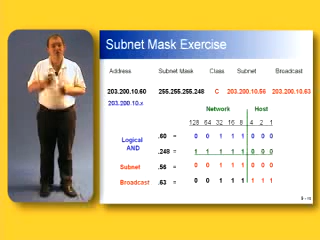 Subnet Mask Exercise
Address Subnet Mask Class Subnet Broadcast
203.200.10.60 255.255.255.248 C 203.200.10.56 203.200.10.63
203.200.10.x
Network Host
128 64 32 16 8 4 2 1
Logical AND
.60 = 0 0 1 1 1 0 0 0
.248 = 1 1 1 1 1 0 0 0
Subnet .56 = 0 0 1 1 1 0 0 0
Broadcast .63 = 0 0 1 1 1 1 1 1